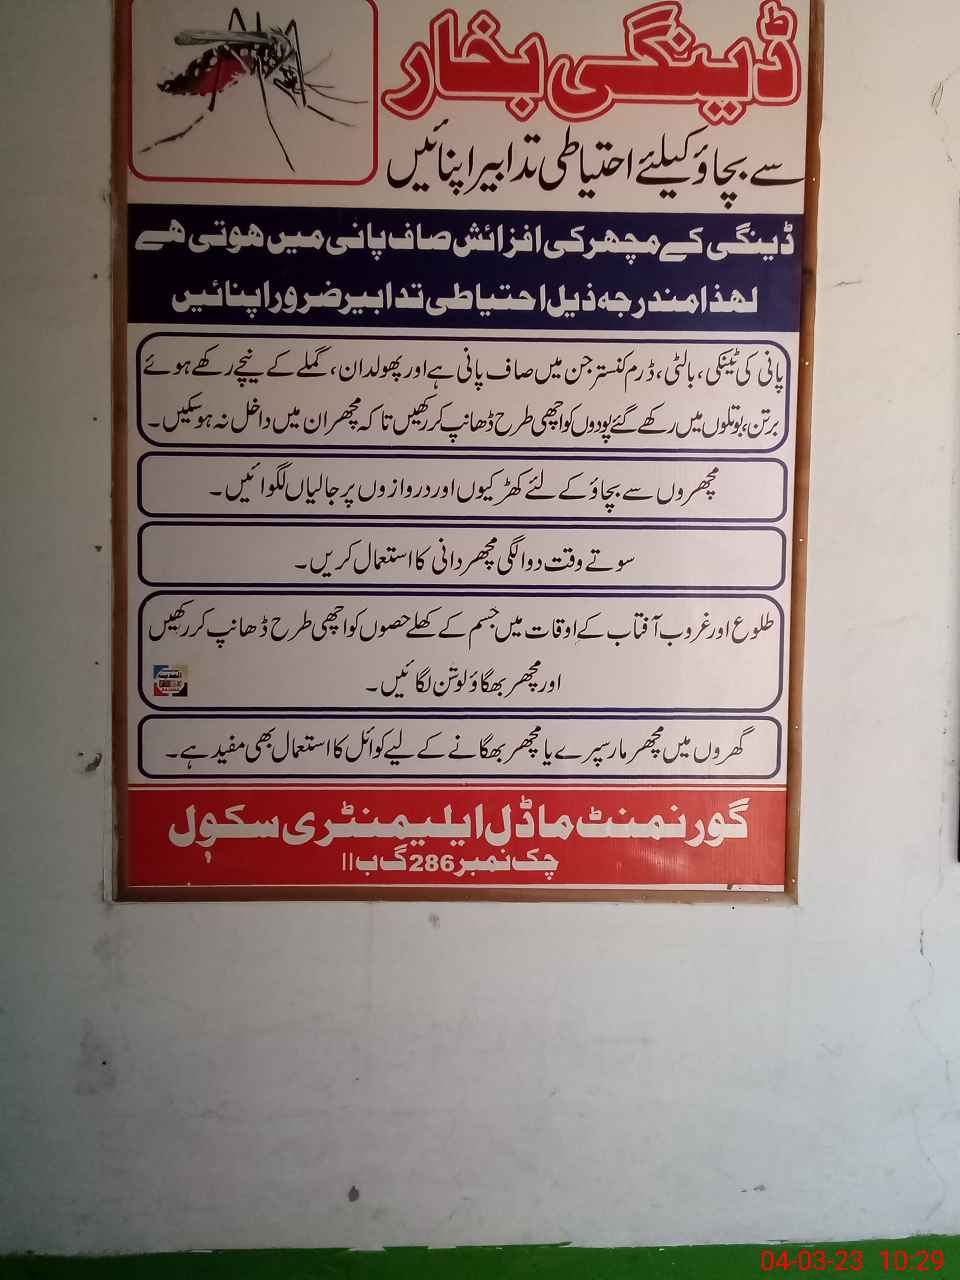 ڈینگی بخار
سے بچاؤ کیلئے احتیاطی تدابیر اپنائیں
ڈینگی کے مچھر کی افزائش صاف پانی میں ہوتی ہے
لہذا مندرجہ ذیل احتیاطی تدابیر ضرور اپنائیں
پانی کی ٹینکی، بالٹی، ڈرم کنستر جن میں صاف پانی ہے اور پھولدان، گملے کے نیچے رکھے ہوئے
برتن، بوتلوں میں رکھے گئے پودوں کو اچھی طرح ڈھانپ کر رکھیں تاکہ مچھر ان میں داخل نہ ہو سکیں۔
مچھروں سے بچاؤ کے لئے کھڑکیوں اور دروازوں پر جالیاں لگوائیں۔
سوتے وقت دوا لگی مچھر دانی کا استعمال کریں۔
طلوع اور غروب آفتاب کے اوقات میں جسم کے کھلے حصوں کو اچھی طرح ڈھانپ کر رکھیں
اور مچھر بھگاؤ لوشن لگائیں۔
گھروں میں مچھر مار سپرے یا مچھر بھگانے کے لیے کوائل کا استعمال بھی مفید ہے۔
گورنمنٹ ماڈل ایلیمنٹری سکول
چک نمبر 286 گ ب II
04-03-23 10:29